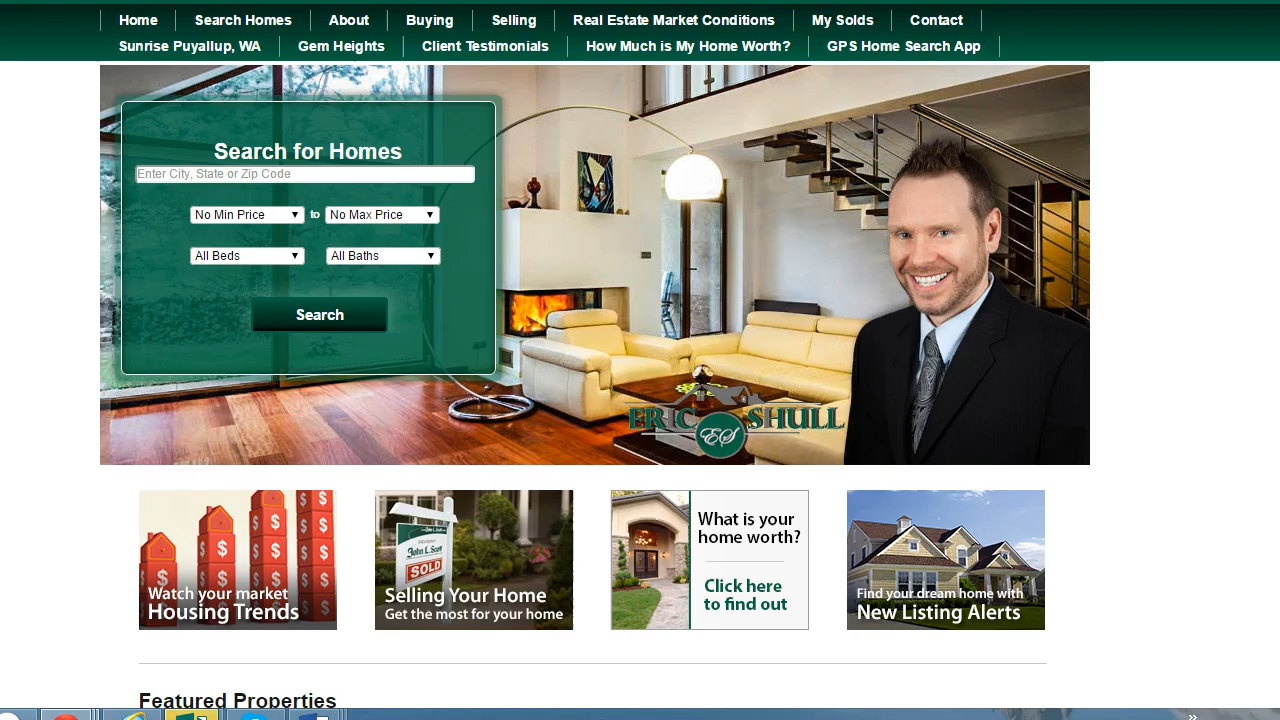 Home Search Homes About Buying Selling Real Estate Market Conditions My Solds Contact
Sunrise Puyallup, WA Gem Heights Client Testimonials How Much is My Home Worth? GPS Home Search App
Search for Homes
Enter City, State or Zip Code
No Min Price to No Max Price
All Beds All Baths
Search
ERIC ES SHULL
$ $ $ $ $ $ $ $ $ $
Watch your market
Housing Trends
John L. Scott
SOLD
Selling Your Home
Get the most for your home
What is your
home worth?
Click here
to find out
Find your dream home with
New Listing Alerts
Featured Properties